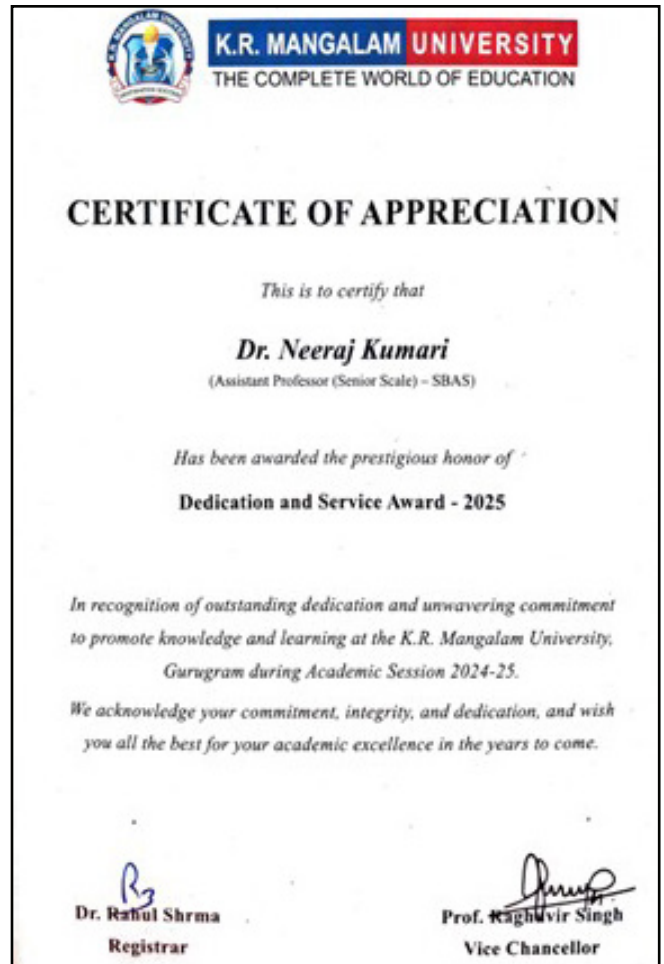 K.R. MANGALAM UNIVERSITY
THE COMPLETE WORLD OF EDUCATION
CERTIFICATE OF APPRECIATION
This is to certify that
Dr. Neeraj Kumari
(Assistant Professor (Senior Scale) – SBAS)
Has been awarded the prestigious honor of
Dedication and Service Award - 2025
In recognition of outstanding dedication and unwavering commitment
to promote knowledge and learning at the K.R. Mangalam University,
Gurugram during Academic Session 2024-25.
We acknowledge your commitment, integrity, and dedication, and wish
you all the best for your academic excellence in the years to come.
Dr. Rahul Shrma
Registrar
Prof. Raghuvir Singh
Vice Chancellor